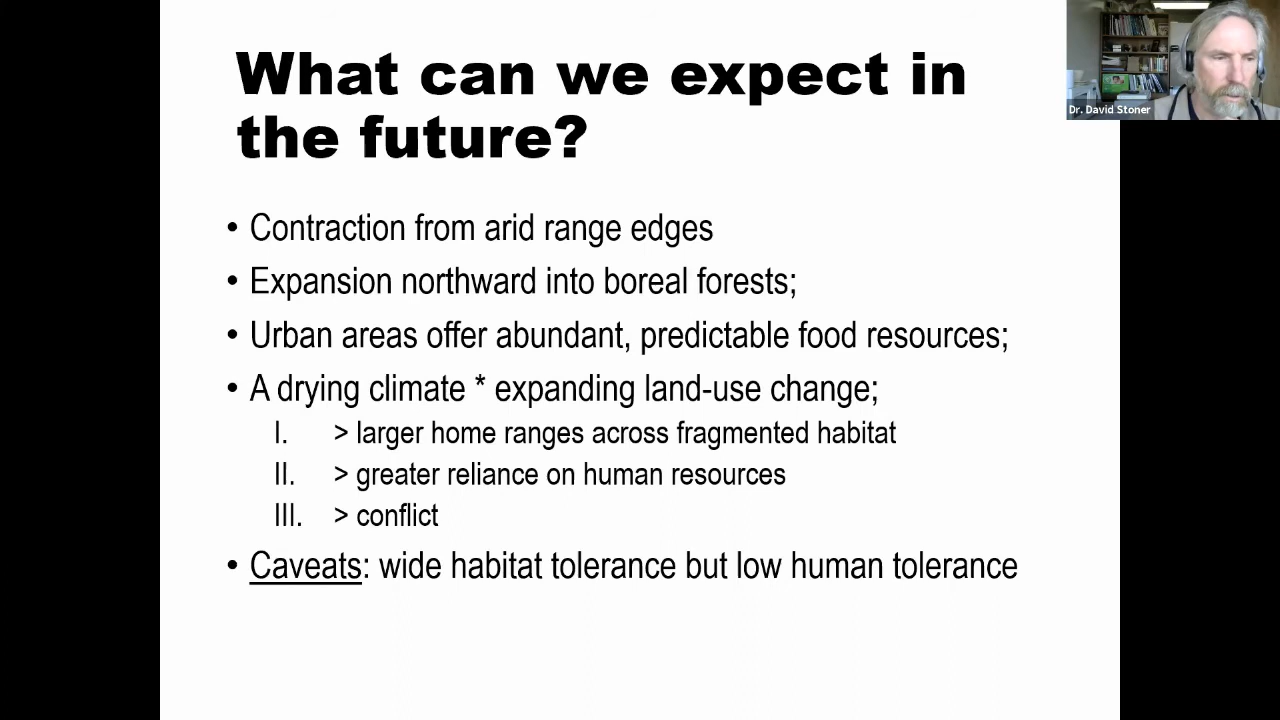 What can we expect in
the future?
Dr. David Stoner
• Contraction from arid range edges
• Expansion northward into boreal forests;
• Urban areas offer abundant, predictable food resources;
• A drying climate * expanding land-use change;
I. > larger home ranges across fragmented habitat
II. > greater reliance on human resources
III. > conflict
• Caveats: wide habitat tolerance but low human tolerance